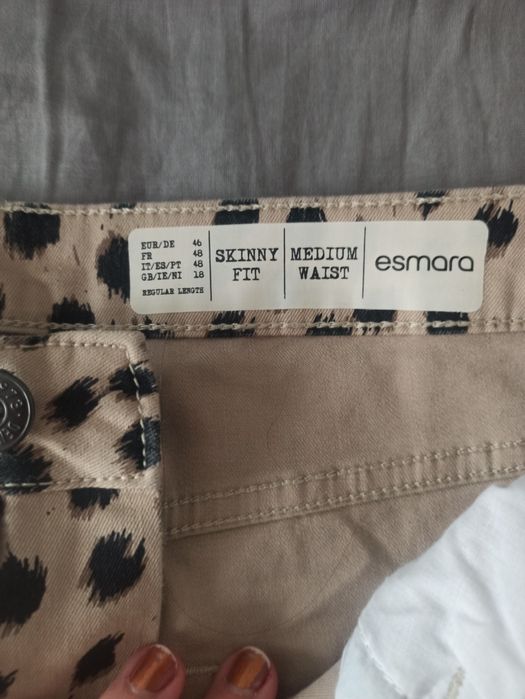 EUR/DE 46
FR 48
IT/ES/PT 48
GB/IE/NI 18
REGULAR LENGTH
SKINNY
FIT
MEDIUM
WAIST
esmara